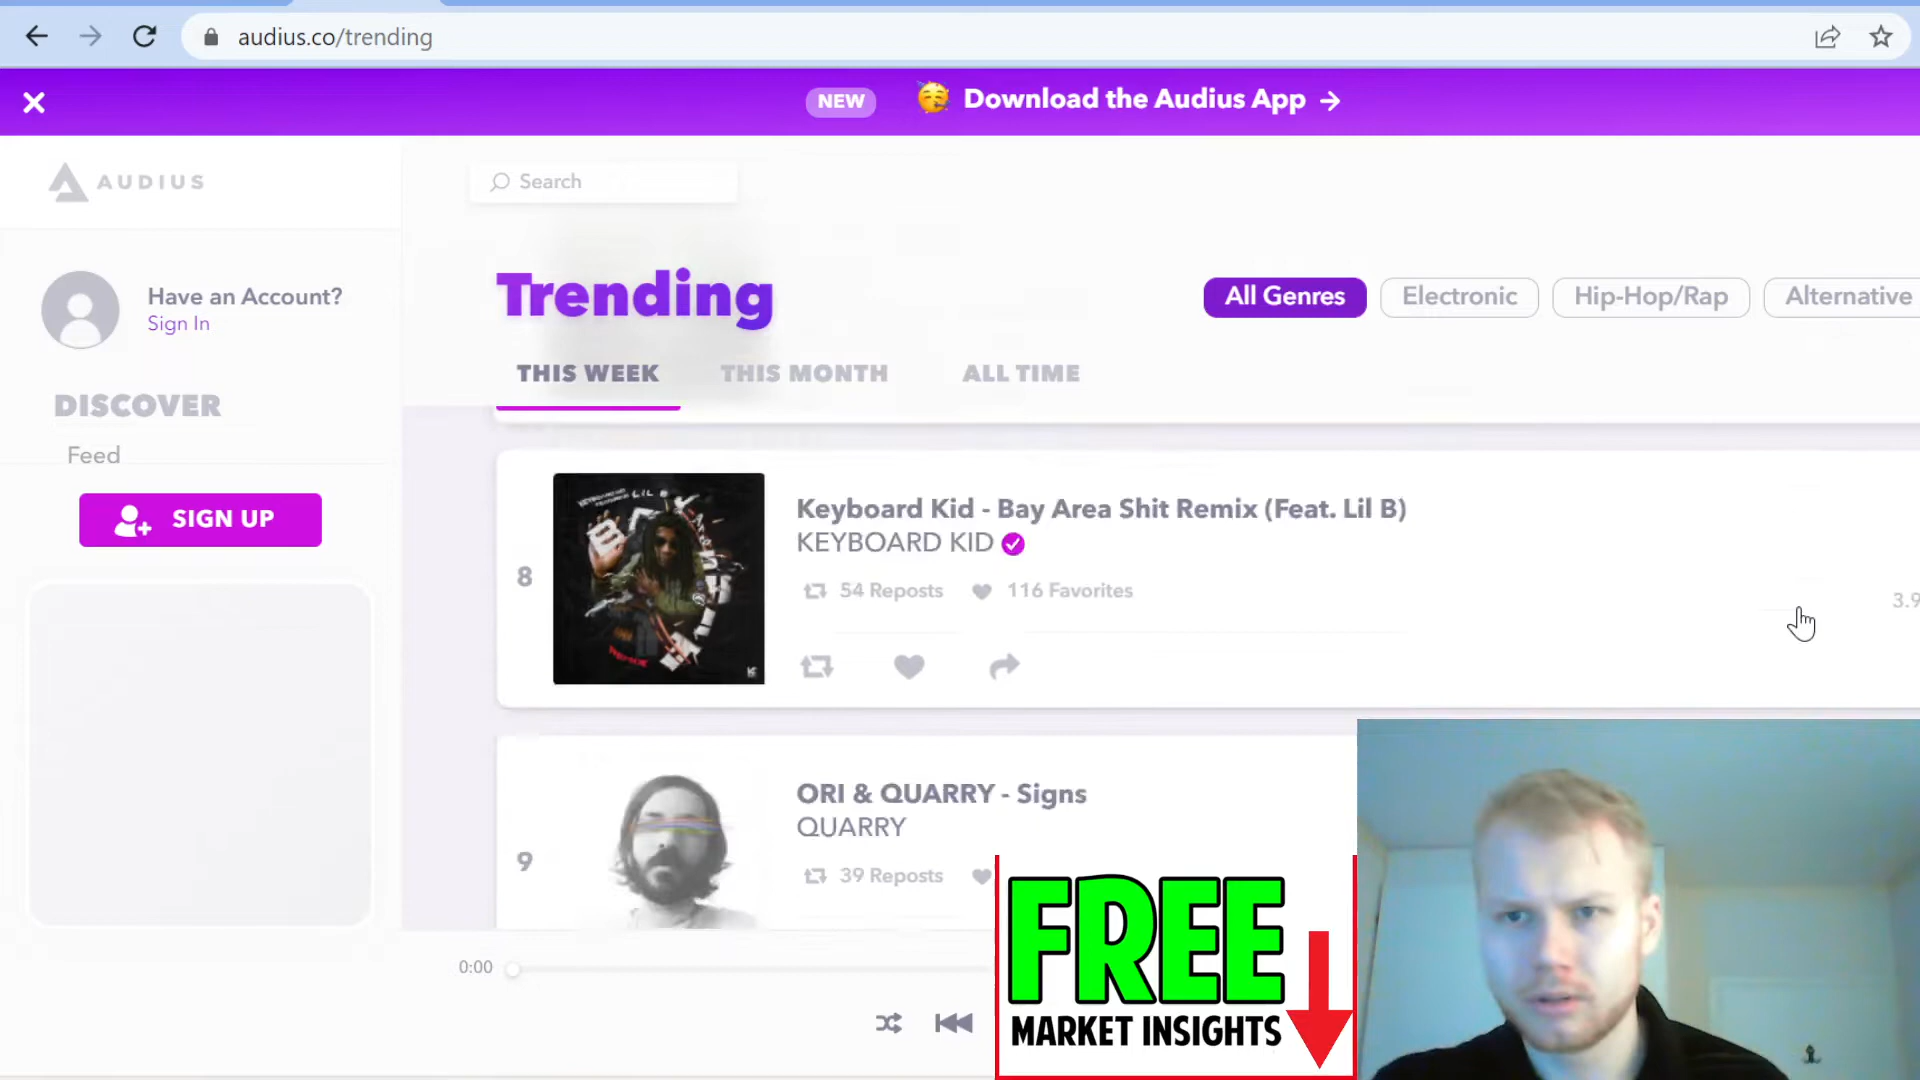 audius.co/trending
NEW
Download the Audius App
AUDIUS
Search
Have an Account?
Sign In
Trending
All Genres
Electronic
Hip-Hop/Rap
Alternative
THIS WEEK
THIS MONTH
ALL TIME
DISCOVER
Feed
SIGN UP
8
Keyboard Kid - Bay Area Shit Remix (Feat. Lil B)
KEYBOARD KID
54 Reposts
116 Favorites
3.9
9
ORI & QUARRY - Signs
QUARRY
39 Reposts
0:00
FREE
MARKET INSIGHTS